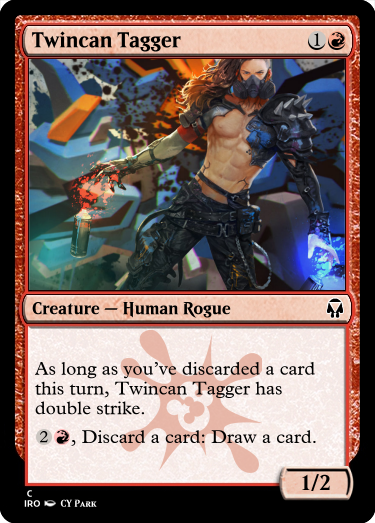 Twincan Tagger 1
Creature — Human Rogue
As long as you've discarded a card
this turn, Twincan Tagger has
double strike.
2, Discard a card: Draw a card.
1/2
C
IRO CY Park